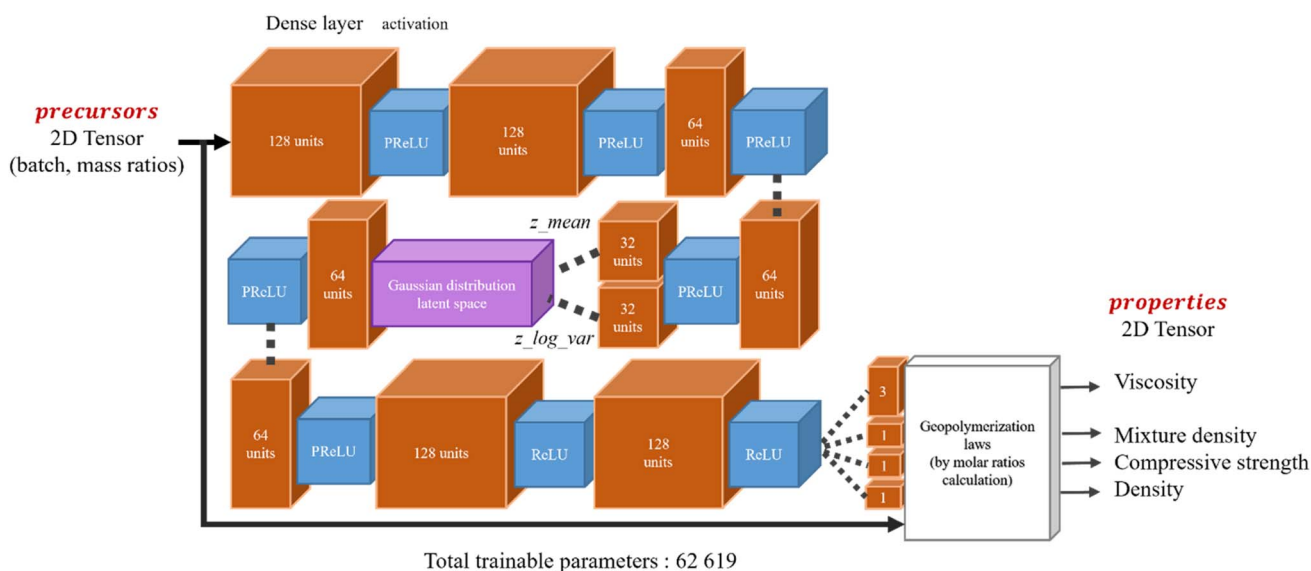 Dense layer activation
precursors
2D Tensor
(batch, mass ratios)
128 units
PReLU
128
units
PReLU
64
units
PReLU
PReLU
64
units
Gaussian distribution
latent space
z_mean
32
units
32
units
z_log_var
PReLU
64
units
64
units
PReLU
128 units
ReLU
128
units
ReLU
3
1
1
1
Geopolymerization
laws
(by molar ratios
calculation)
properties
2D Tensor
Viscosity
Mixture density
Compressive strength
Density
Total trainable parameters : 62 619